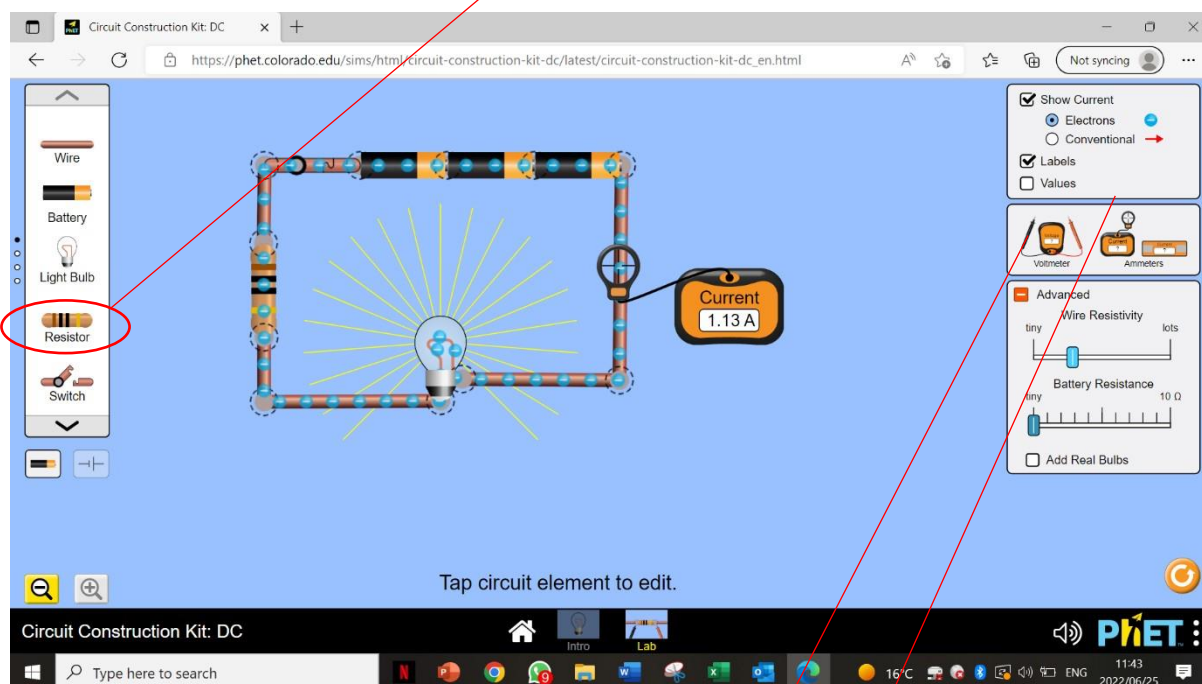 Circuit Construction Kit: DC
https://phet.colorado.edu/sims/html/circuit-construction-kit-dc/latest/circuit-construction-kit-dc_en.html
Not syncing
Wire
Battery
Light Bulb
Resistor
Switch
Current
1.13 A
Show Current
Electrons
Conventional
Labels
Values
Voltmeter
Current
Ammeters
Advanced
Wire Resistivity
tiny
lots
Battery Resistance
tiny
10 Ω
Add Real Bulbs
Tap circuit element to edit.
Circuit Construction Kit: DC
Intro
Lab
PhET
Type here to search
16°C
ENG
11:43
2022/06/25